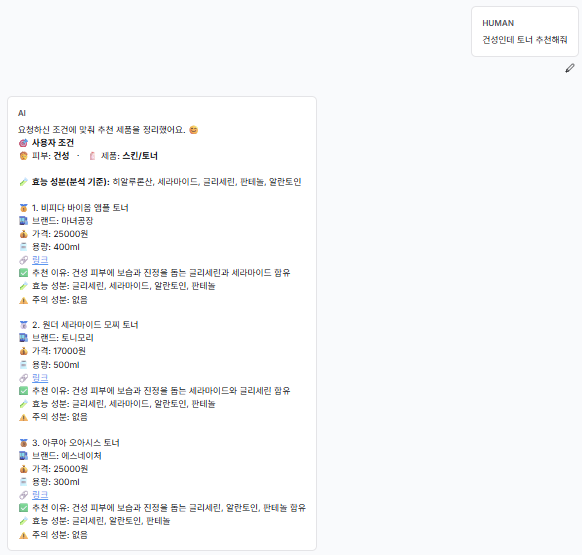 HUMAN
건성인데 토너 추천해줘
AI
요청하신 조건에 맞춰 추천 제품을 정리했어요. 😊
🎯 사용자 조건
🧑 피부: 건성 · 🧴 제품: 스킨/토너
🧪 효능 성분(분석 기준): 히알루론산, 세라마이드, 글리세린, 판테놀, 알란토인
🥇 1. 비피다 바이옴 앰플 토너
🏪 브랜드: 마녀공장
💰 가격: 25000원
🥛 용량: 400ml
🔗 링크
✅ 추천 이유: 건성 피부에 보습과 진정을 돕는 글리세린과 세라마이드 함유
🧪 효능 성분: 글리세린, 세라마이드, 알란토인, 판테놀
⚠️ 주의 성분: 없음
🥈 2. 원더 세라마이드 모찌 토너
🏪 브랜드: 토니모리
💰 가격: 17000원
🥛 용량: 500ml
🔗 링크
✅ 추천 이유: 건성 피부에 보습과 진정을 돕는 세라마이드와 글리세린 함유
🧪 효능 성분: 글리세린, 세라마이드, 알란토인, 판테놀
⚠️ 주의 성분: 없음
🥉 3. 아쿠아 오아시스 토너
🏪 브랜드: 에스네이처
💰 가격: 25000원
🥛 용량: 300ml
🔗 링크
✅ 추천 이유: 건성 피부에 보습과 진정을 돕는 글리세린, 알란토인, 판테놀 함유
🧪 효능 성분: 글리세린, 알란토인, 판테놀
⚠️ 주의 성분: 없음